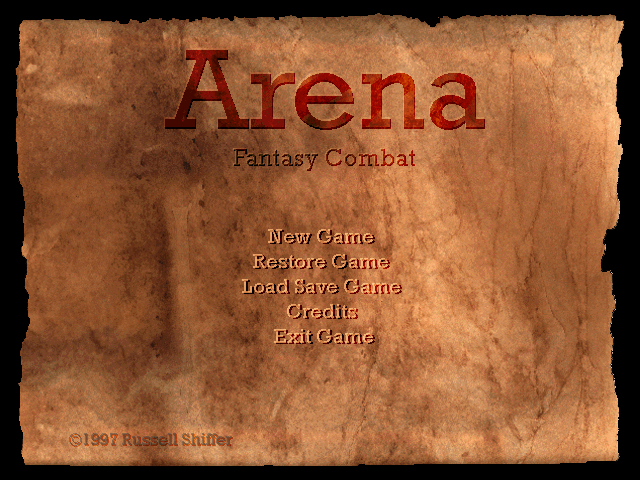 Arena
Fantasy Combat
New Game
Restore Game
Load Save Game
Credits
Exit Game
©1997 Russell Shiffer